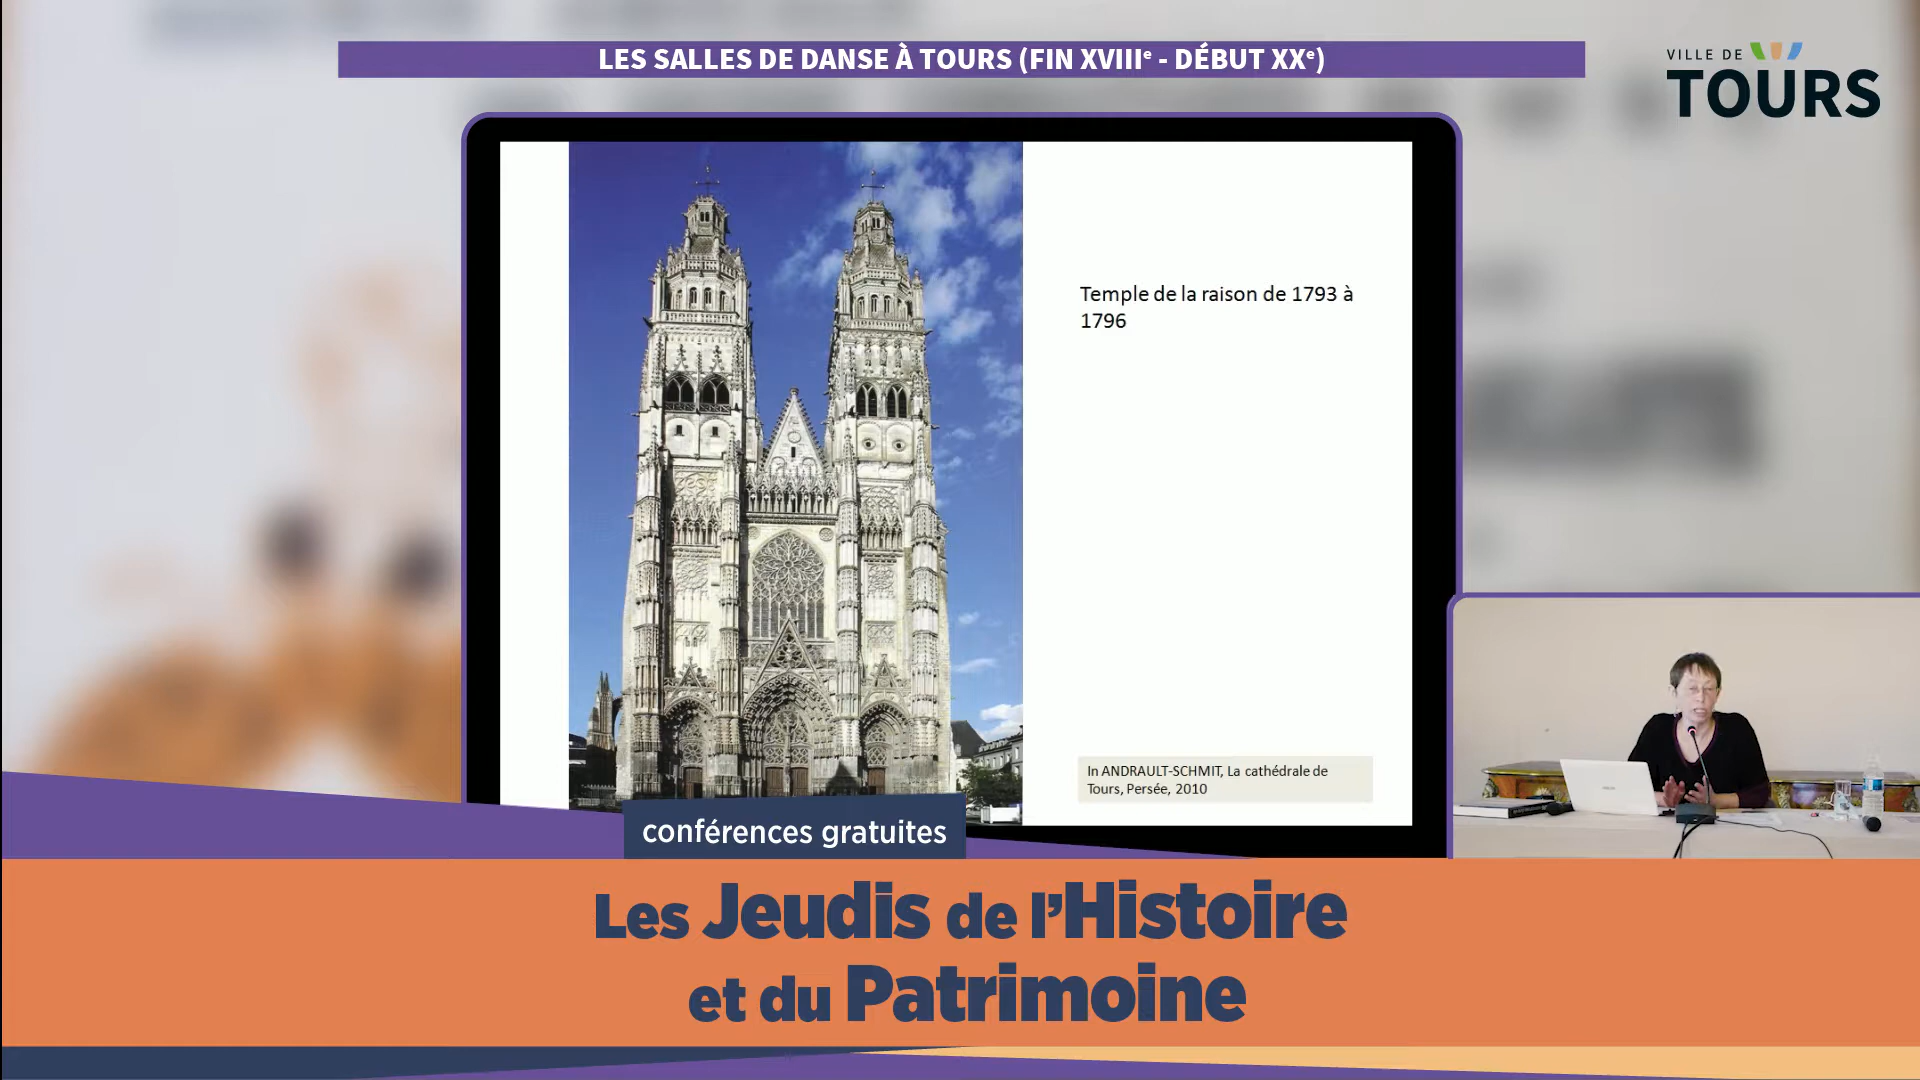 LES SALLES DE DANSE À TOURS (FIN XVIIIᵉ - DÉBUT XXᵉ)
VILLE DE
TOURS
Temple de la raison de 1793 à
1796
In ANDRAULT-SCHMIT, La cathédrale de
Tours, Persée, 2010
conférences gratuites
Les Jeudis de l’Histoire
et du Patrimoine